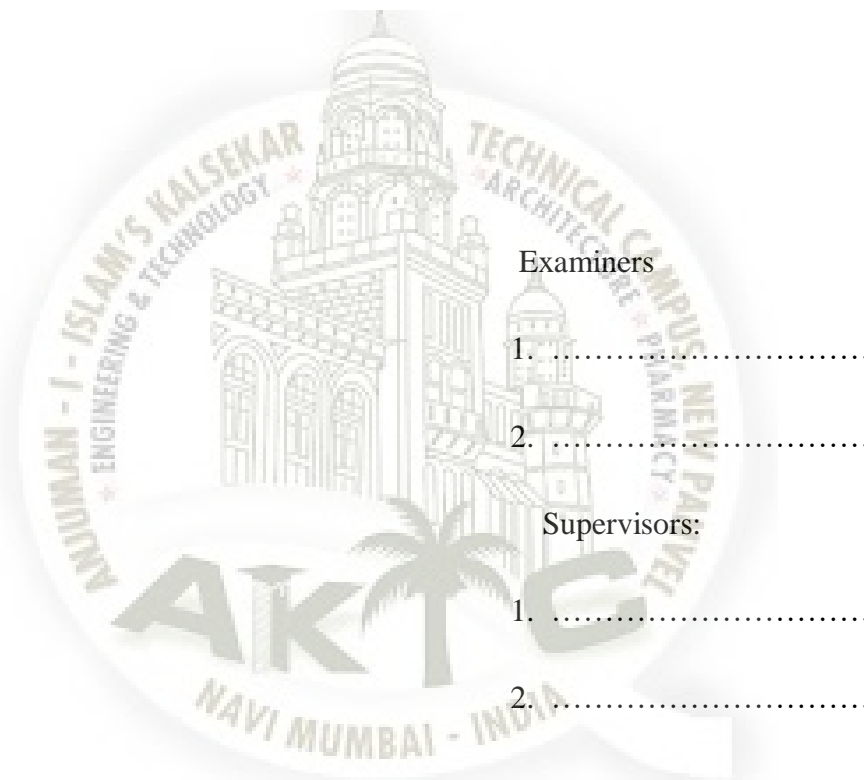 ANJUMAN - I - ISLAM'S KALSEKAR TECHNICAL CAMPUS, NEW PANVEL
ENGINEERING & TECHNOLOGY * ARCHITECTURE * PHARMACY *
Examiners
1. ………………………………
2. ………………………………
Supervisors:
1. ………………………………
2. ………………………………
AKTC
NAVI MUMBAI - INDIA